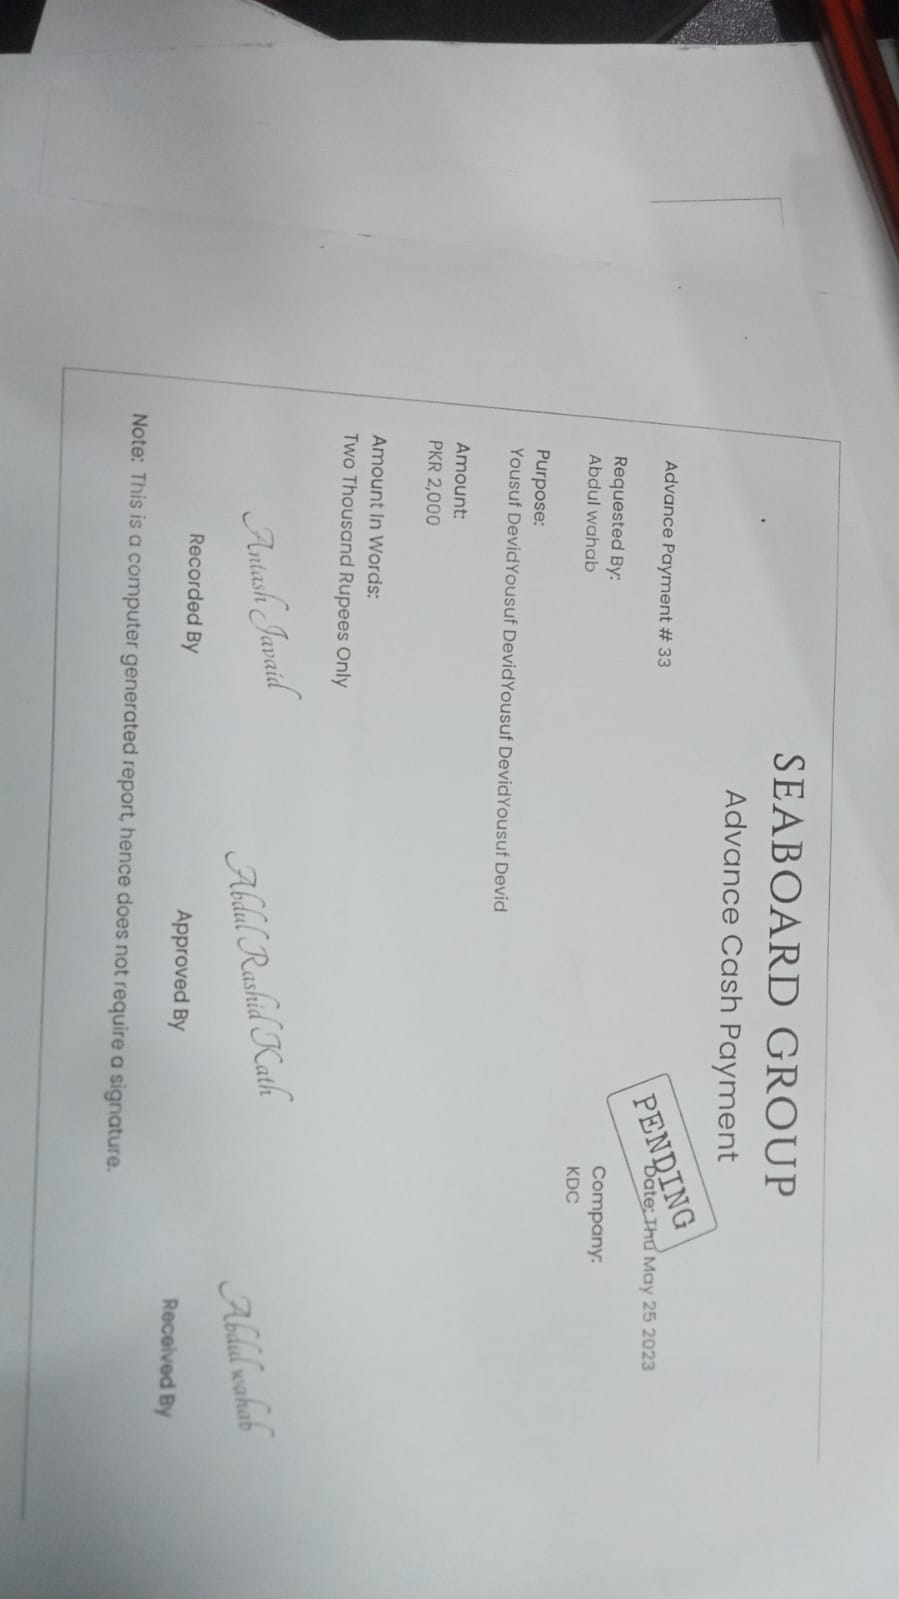 SEABOARD GROUP
Advance Cash Payment
PENDING
Advance Payment # 33
Date: Thu May 25 2023
Requested By:
Abdul wahab
Company:
KDC
Purpose:
Yousuf DevidYousuf DevidYousuf DevidYousuf Devid
Amount:
PKR 2,000
Amount In Words:
Two Thousand Rupees Only
Antash Javaid
Abdul Rashid Kath
Abdul wahab
Recorded By
Approved By
Received By
Note: This is a computer generated report, hence does not require a signature.